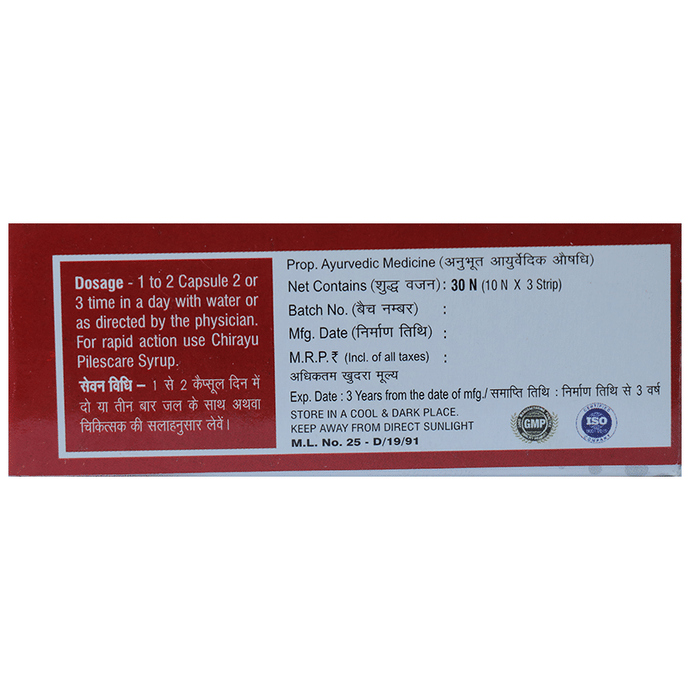 Dosage - 1 to 2 Capsule 2 or
3 time in a day with water or
as directed by the physician.
For rapid action use Chirayu
Pilescare Syrup.
सेवन विधि – 1 से 2 कैप्सूल दिन में
दो या तीन बार जल के साथ अथवा
चिकित्सक की सलाहनुसार लेवें।
Prop. Ayurvedic Medicine (अनुभूत आयुर्वेदिक औषधि)
Net Contains (शुद्ध वजन): 30 N (10 N X 3 Strip)
Batch No. (बैच नम्बर) :
Mfg. Date (निर्माण तिथि) :
M.R.P. ₹ (Incl. of all taxes) :
अधिकतम खुदरा मूल्य
Exp. Date : 3 Years from the date of mfg./ समाप्ति तिथि : निर्माण तिथि से 3 वर्ष
STORE IN A COOL & DARK PLACE.
KEEP AWAY FROM DIRECT SUNLIGHT
M.L. No. 25 - D/19/91
GMP
CERTIFIED
ISO
COMPANY